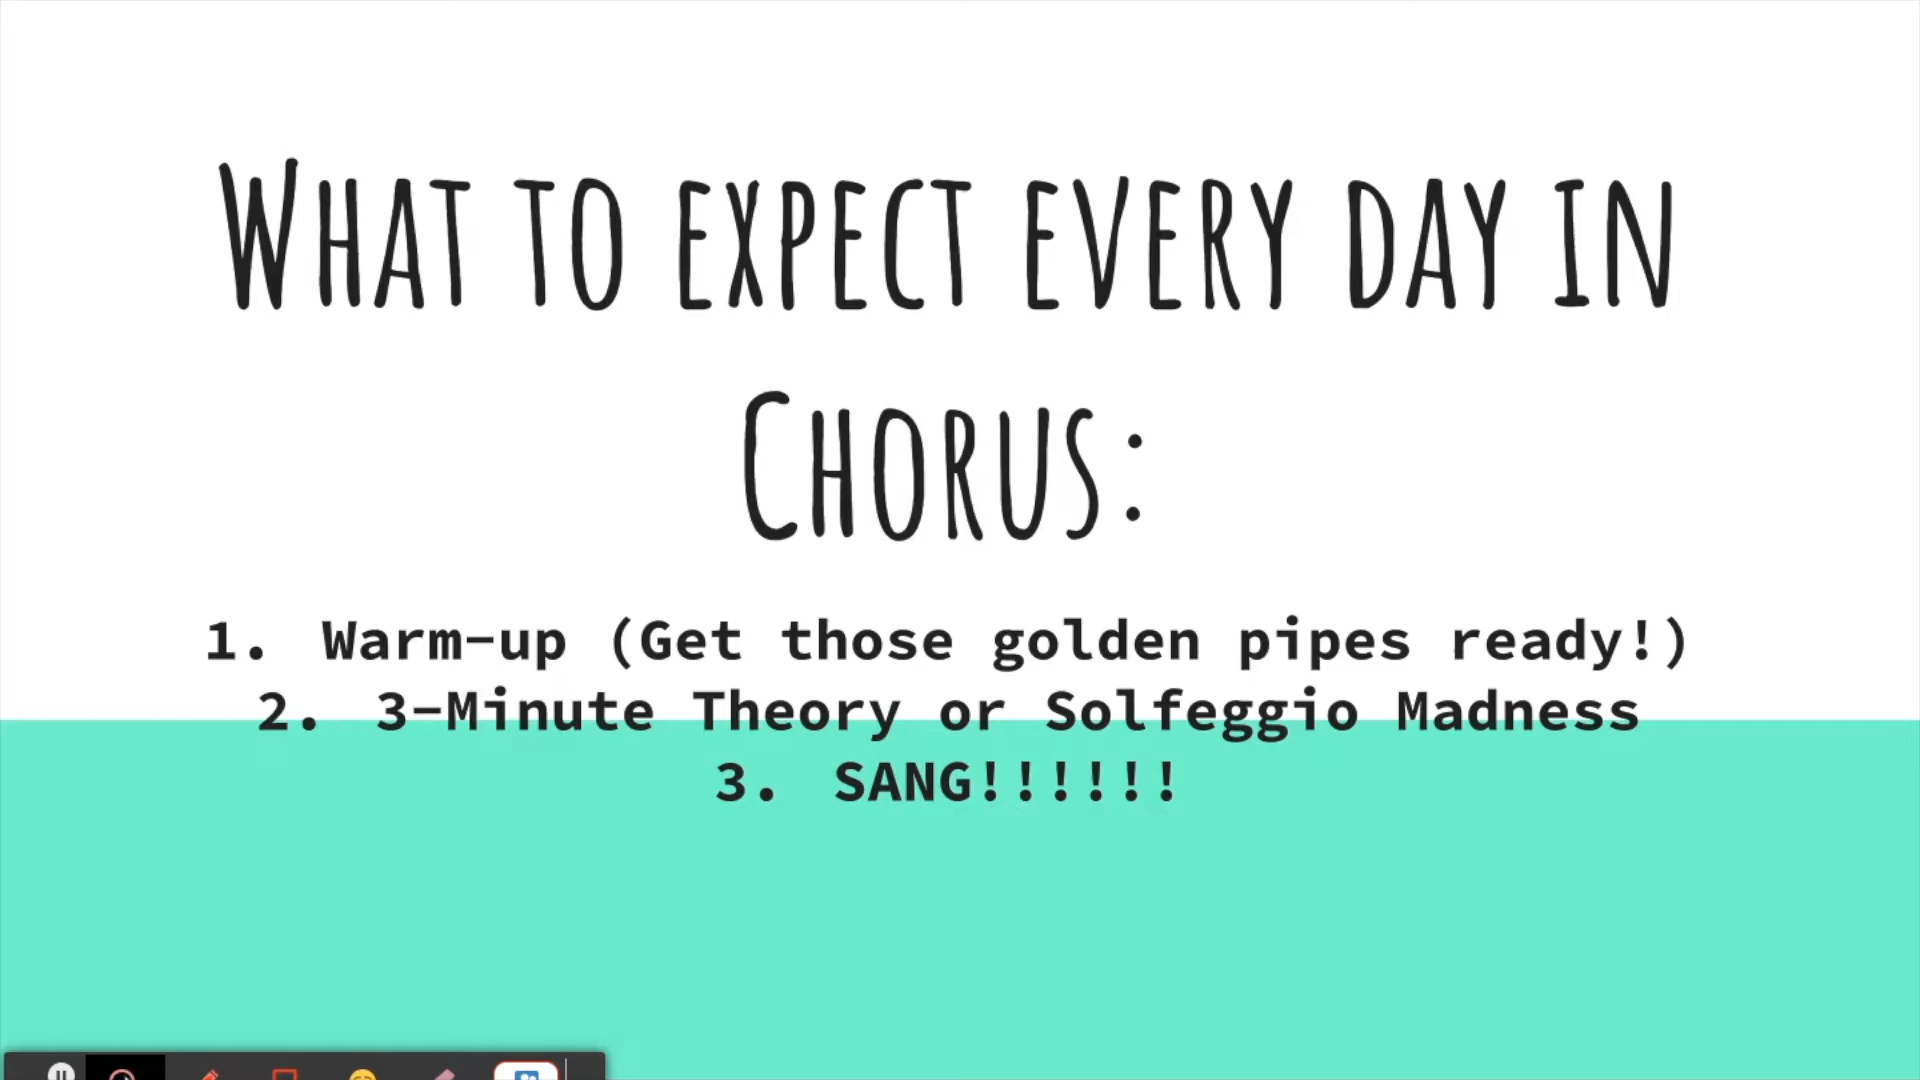 What to expect every day in
Chorus:
1. Warm-up (Get those golden pipes ready!)
2. 3-Minute Theory or Solfeggio Madness
3. SANG!!!!!!